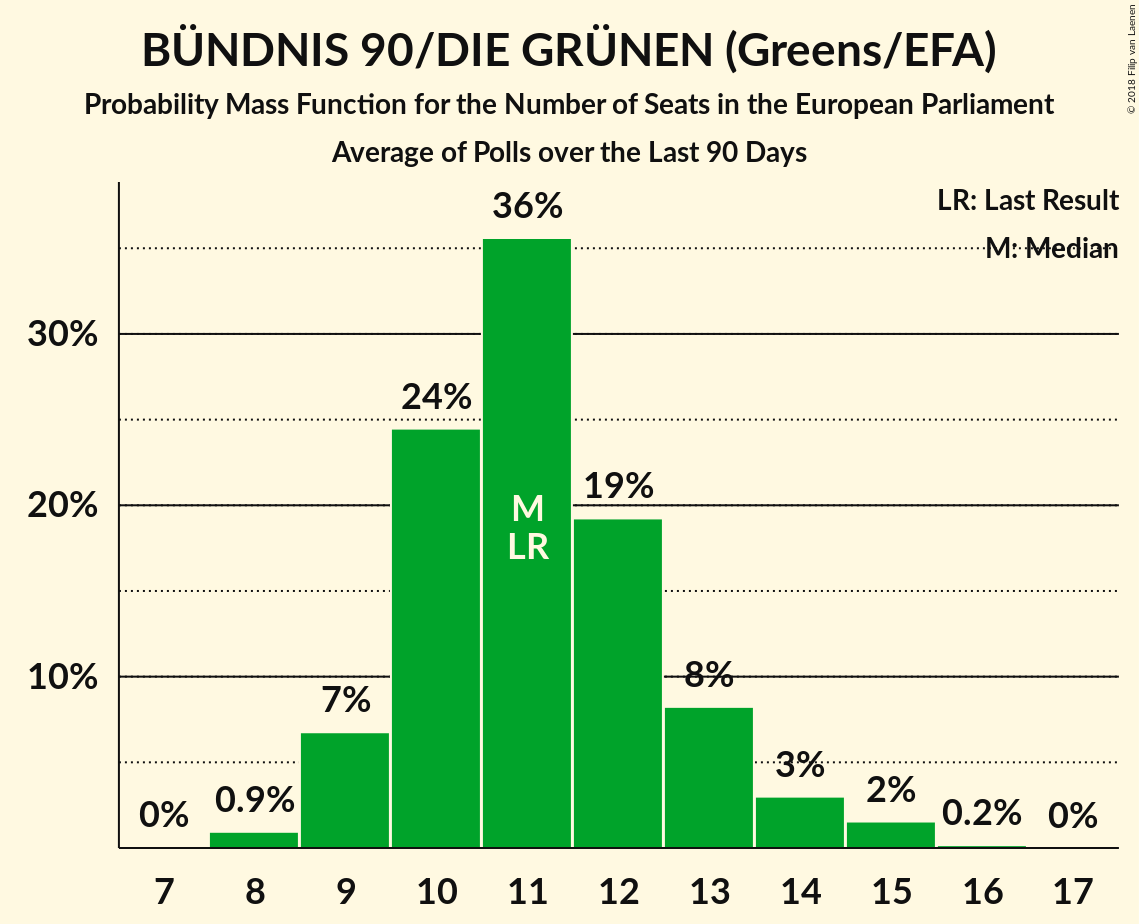 BÜNDNIS 90/DIE GRÜNEN (Greens/EFA)
Probability Mass Function for the Number of Seats in the European Parliament
Average of Polls over the Last 90 Days
© 2018 Filip van Laenen
LR: Last Result
M: Median
36%
30%
24%
20%
19%
M
LR
10%
8%
7%
3%
2%
0.9%
0.2%
0%
0%
7 8 9 10 11 12 13 14 15 16 17